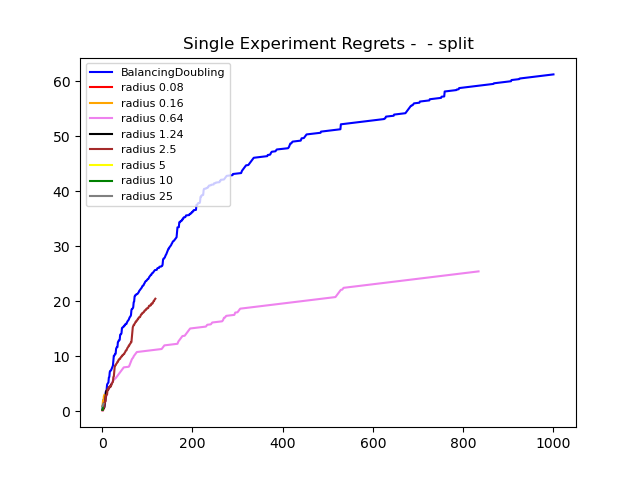 Single Experiment Regrets -  - split
60
50
40
30
20
10
0
BalancingDoubling
radius 0.08
radius 0.16
radius 0.64
radius 1.24
radius 2.5
radius 5
radius 10
radius 25
0 200 400 600 800 1000